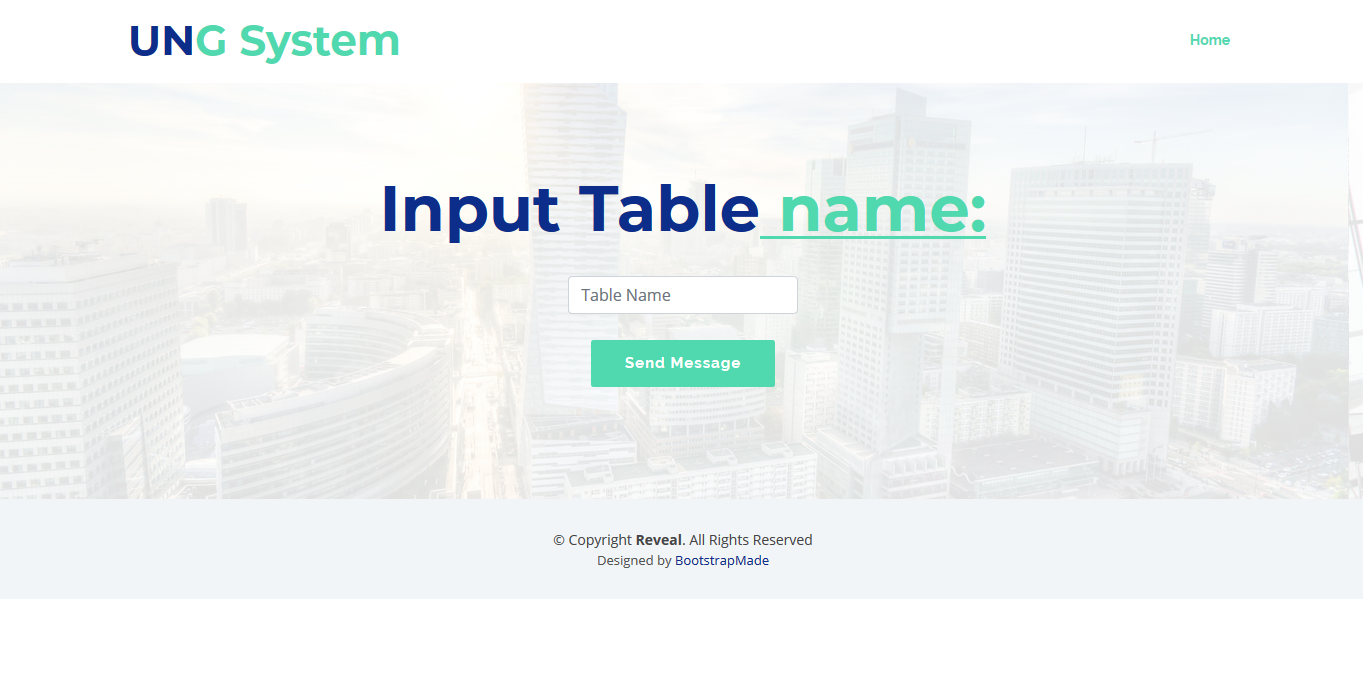 UNG System
Home
Input Table name:
Table Name
Send Message
© Copyright Reveal. All Rights Reserved
Designed by BootstrapMade